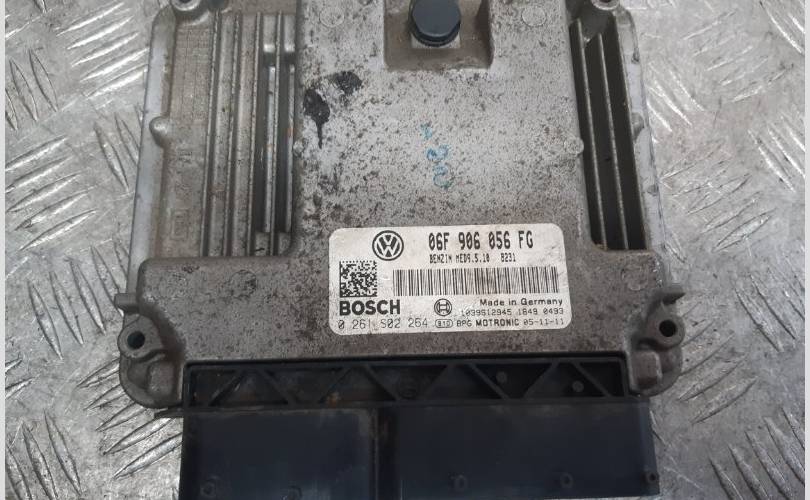 06F 906 056 FG
BENZIN MED9.5.10 B231
BOSCH
Made in Germany
1039S12945 1849 0493
0 261 S02 264 BPG MOTRONIC 05-11-11